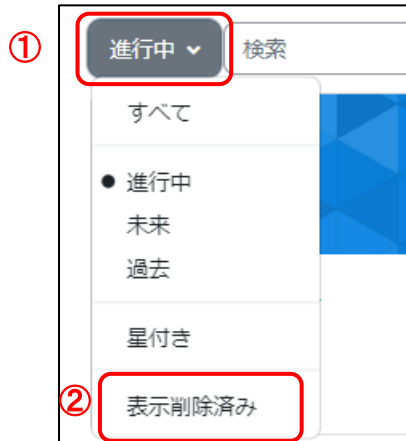 ① 進行中 検索
すべて
進行中
未来
過去
星付き
② 表示削除済み